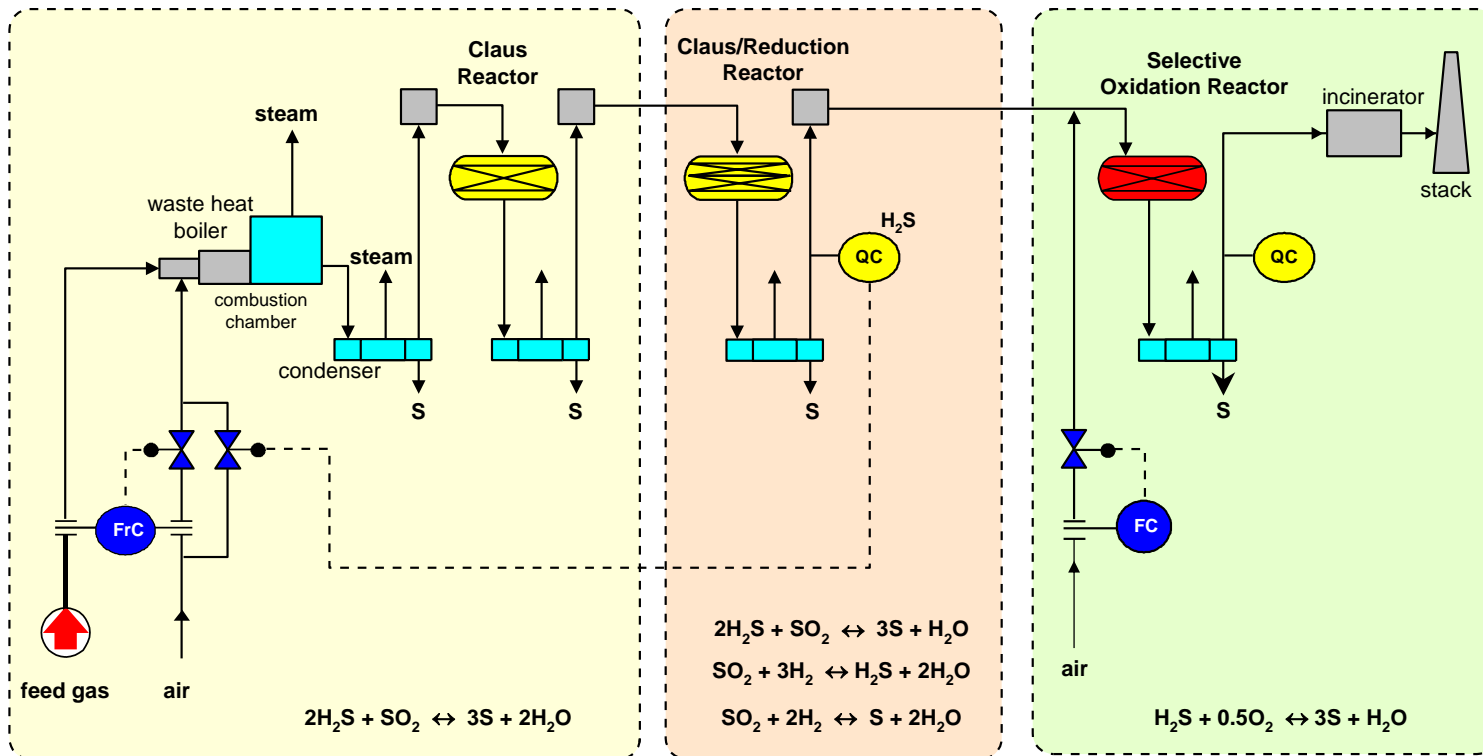 Claus
Reactor
steam
waste heat
boiler
steam
combustion
chamber
condenser
S
S
FrC
feed gas
air
2H₂S + SO₂ ↔ 3S + 2H₂O
Claus/Reduction
Reactor
H₂S
QC
S
2H₂S + SO₂ ↔ 3S + H₂O
SO₂ + 3H₂ ↔ H₂S + 2H₂O
SO₂ + 2H₂ ↔ S + 2H₂O
Selective
Oxidation Reactor
incinerator
stack
QC
S
FC
air
H₂S + 0.5O₂ ↔ 3S + H₂O